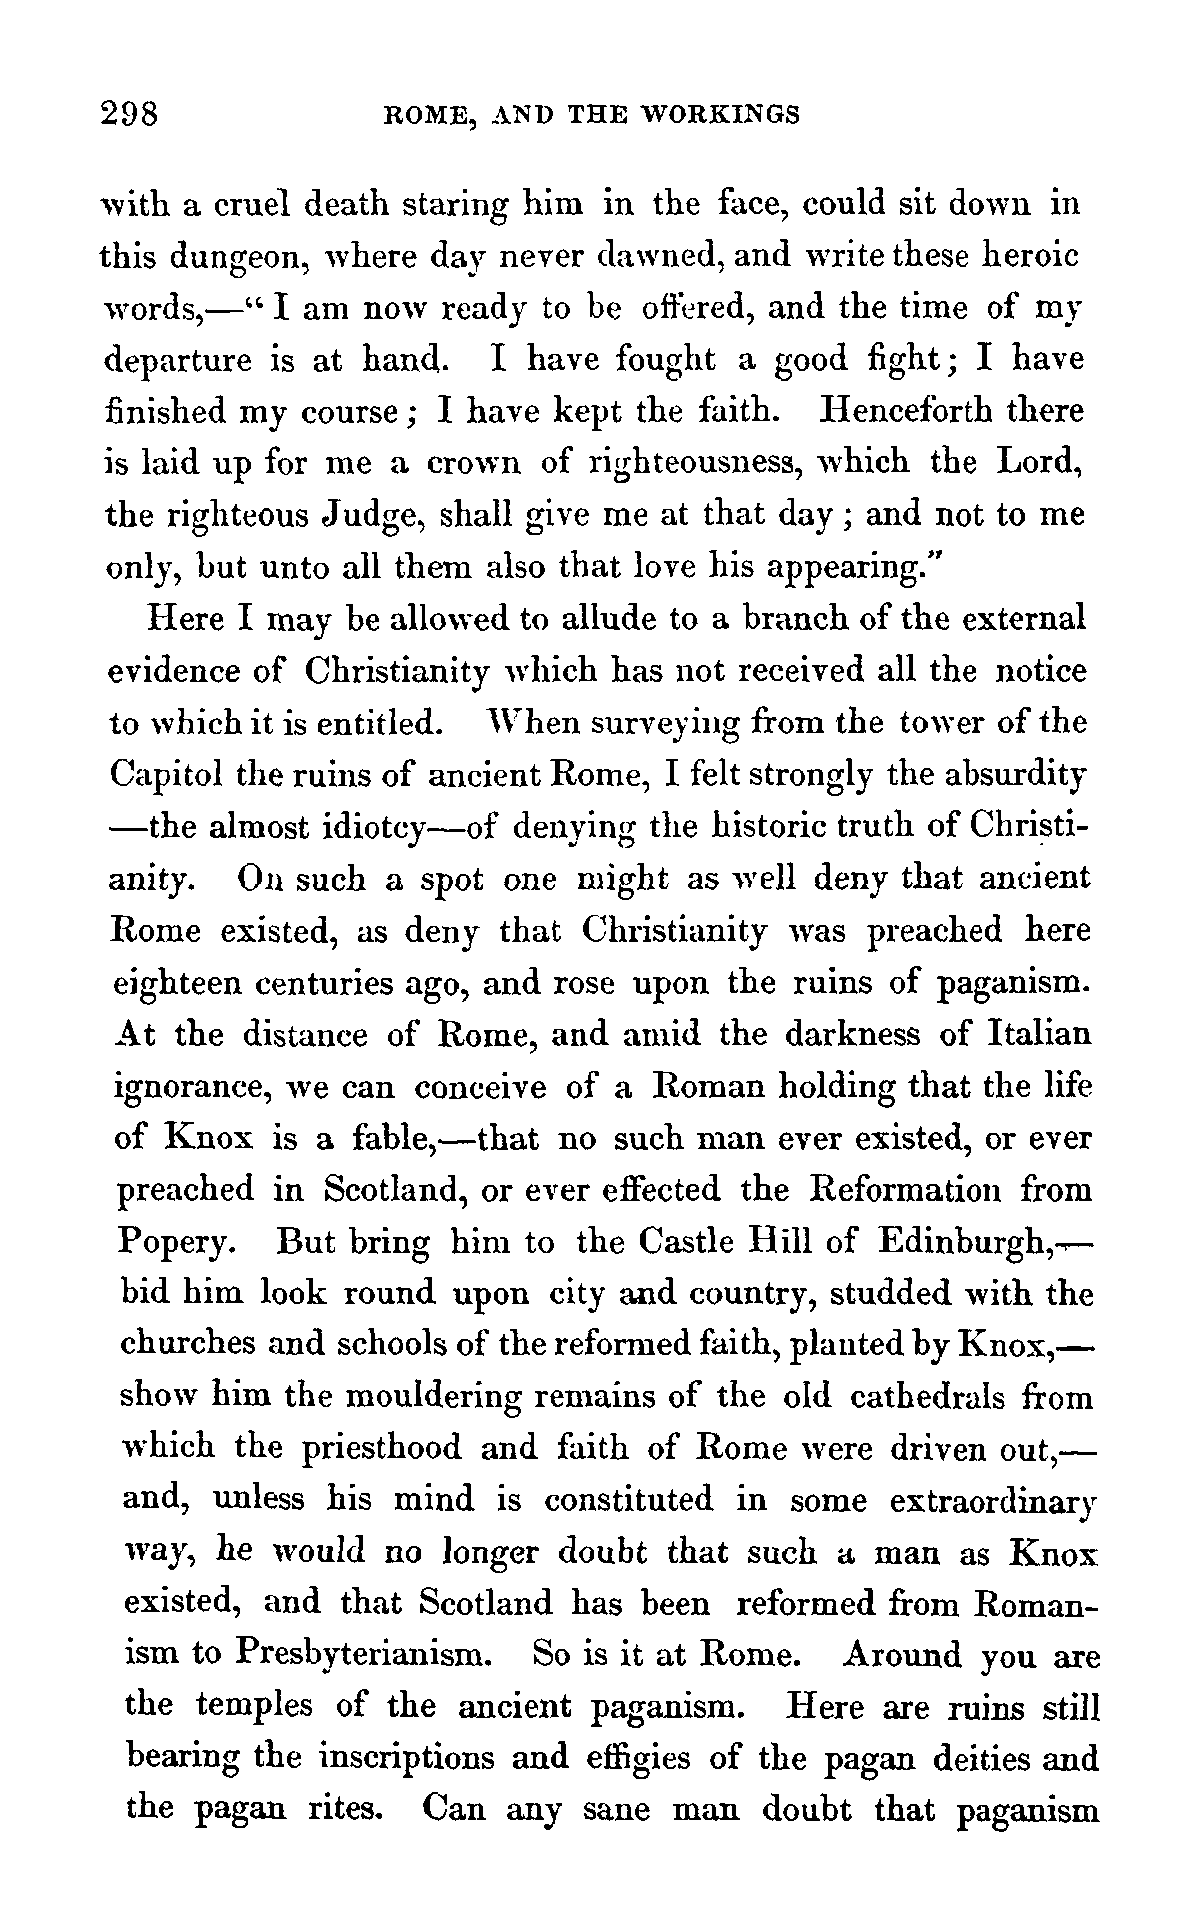 298 ROME, AND THE WORKINGS
with a cruel death staring him in the face, could sit down in
this dungeon, where day never dawned, and write these heroic
words,—“ I am now ready to be offered, and the time of my
departure is at hand. I have fought a good fight; I have
finished my course; I have kept the faith. Henceforth there
is laid up for me a crown of righteousness, which the Lord,
the righteous Judge, shall give me at that day; and not to me
only, but unto all them also that love his appearing.”
Here I may be allowed to allude to a branch of the external
evidence of Christianity which has not received all the notice
to which it is entitled. When surveying from the tower of the
Capitol the ruins of ancient Rome, I felt strongly the absurdity
—the almost idiotcy—of denying the historic truth of Christi-
anity. On such a spot one might as well deny that ancient
Rome existed, as deny that Christianity was preached here
eighteen centuries ago, and rose upon the ruins of paganism.
At the distance of Rome, and amid the darkness of Italian
ignorance, we can conceive of a Roman holding that the life
of Knox is a fable,—that no such man ever existed, or ever
preached in Scotland, or ever effected the Reformation from
Popery. But bring him to the Castle Hill of Edinburgh,—
bid him look round upon city and country, studded with the
churches and schools of the reformed faith, planted by Knox,—
show him the mouldering remains of the old cathedrals from
which the priesthood and faith of Rome were driven out,—
and, unless his mind is constituted in some extraordinary
way, he would no longer doubt that such a man as Knox
existed, and that Scotland has been reformed from Roman-
ism to Presbyterianism. So is it at Rome. Around you are
the temples of the ancient paganism. Here are ruins still
bearing the inscriptions and effigies of the pagan deities and
the pagan rites. Can any sane man doubt that paganism